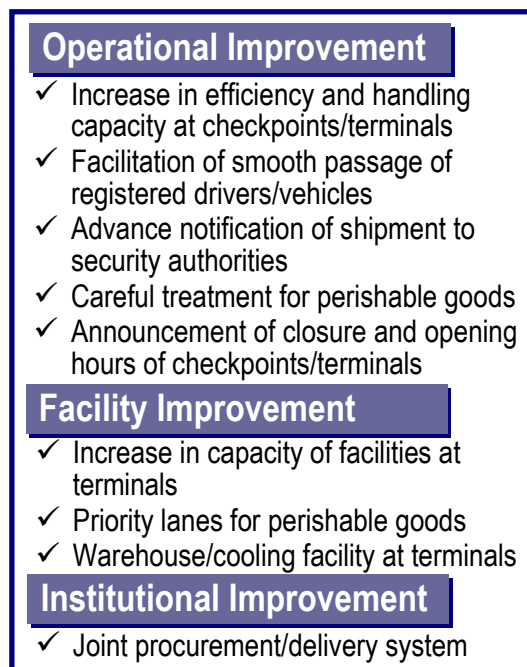 Operational Improvement
✓ Increase in efficiency and handling
capacity at checkpoints/terminals
✓ Facilitation of smooth passage of
registered drivers/vehicles
✓ Advance notification of shipment to
security authorities
✓ Careful treatment for perishable goods
✓ Announcement of closure and opening
hours of checkpoints/terminals
Facility Improvement
✓ Increase in capacity of facilities at
terminals
✓ Priority lanes for perishable goods
✓ Warehouse/cooling facility at terminals
Institutional Improvement
✓ Joint procurement/delivery system